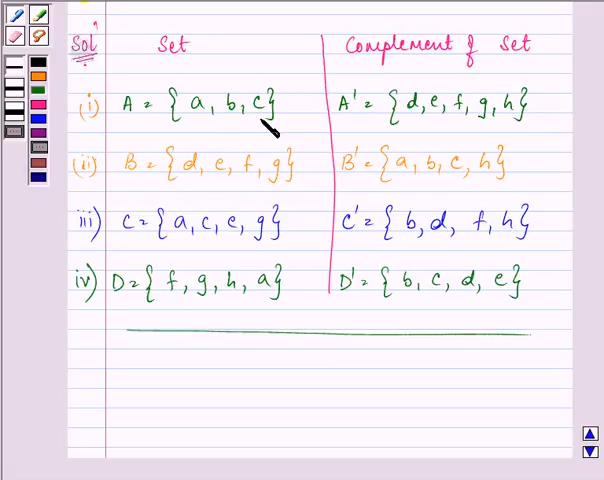 Sol Set Complement of Set
(i) A = { a, b, c} A' = { d, e, f, g, h}
(ii) B = {d, e, f, g} B' = {a, b, c, h}
iii) C = {a, c, e, g} C' = { b, d, f, h}
iv) D = { f, g, h, a} D' = { b, c, d, e}